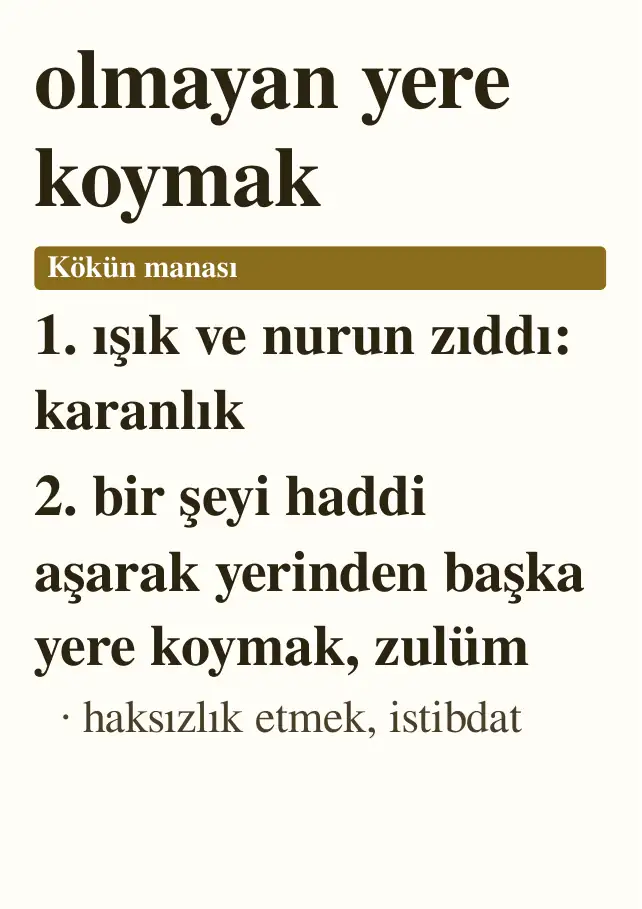 olmayan yere
koymak
Kökün manası
1. ışık ve nurun zıddı:
karanlık
2. bir şeyi haddi
aşarak yerinden başka
yere koymak, zulüm
· haksızlık etmek, istibdat